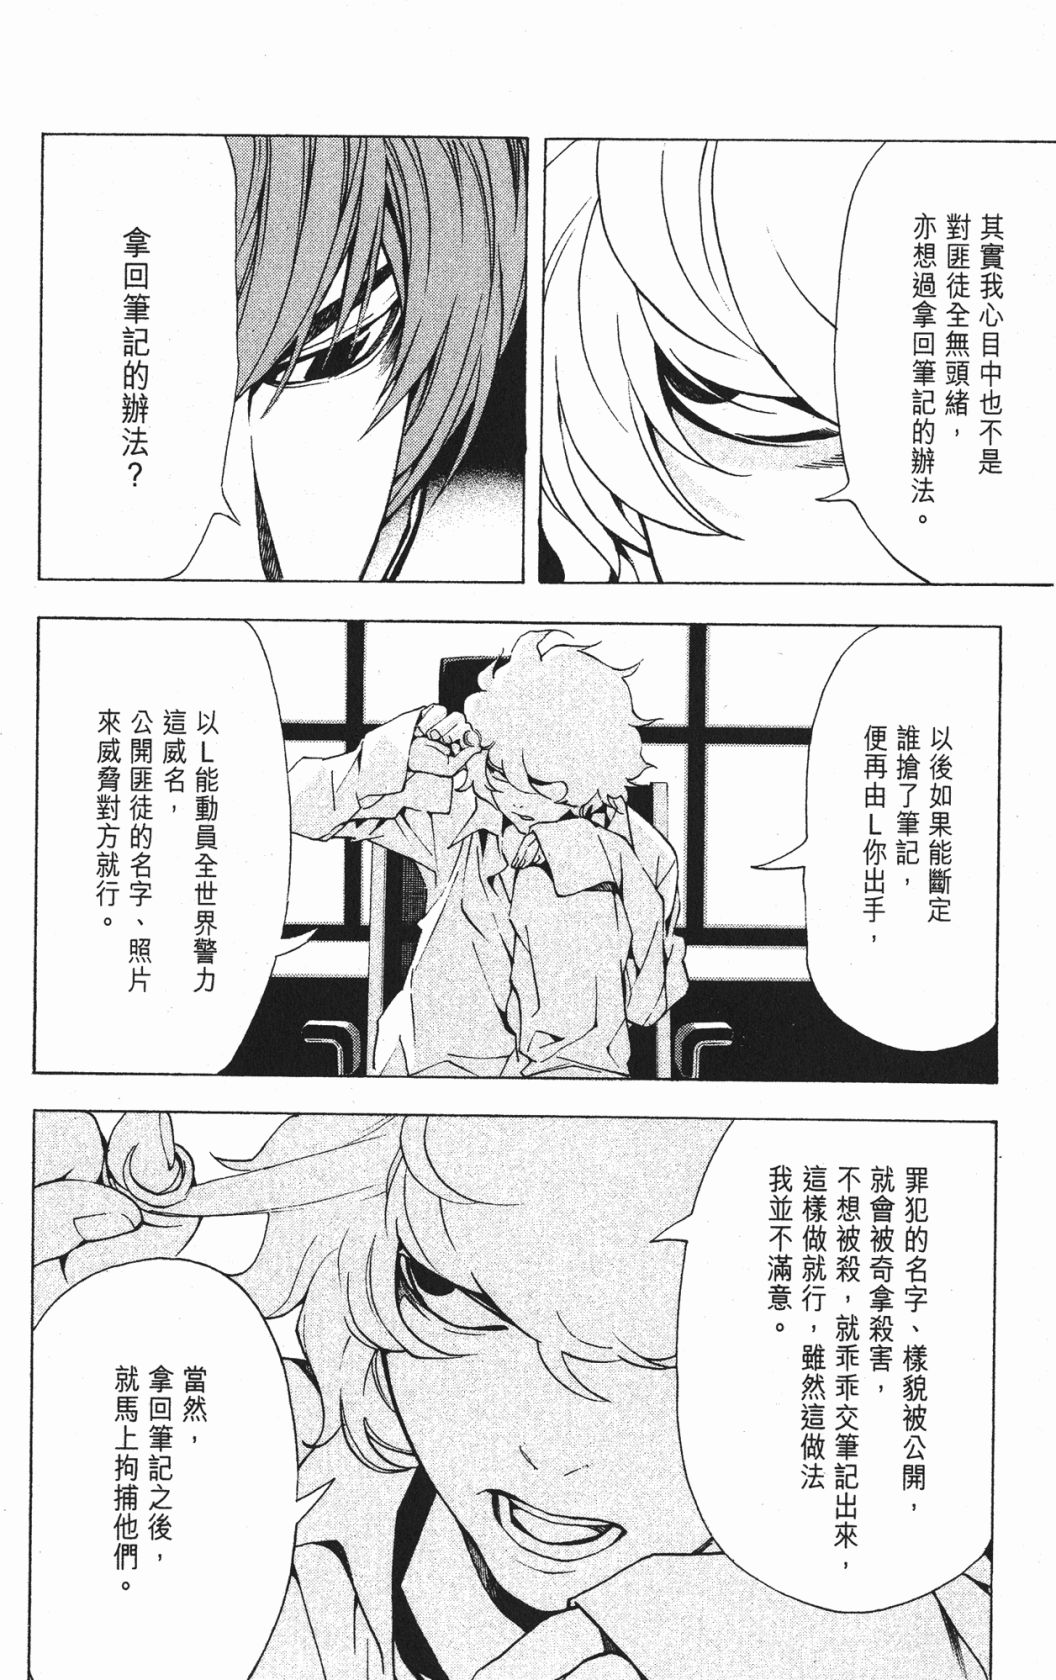 其實我心目中也不是
對匪徒全無頭緒，
亦想過拿回筆記的辦法。
拿回筆記的辦法？
以後如果能斷定
誰搶了筆記，
便再由L你出手，
以L能動員全世界警力
這威名，
公開匪徒的名字、照片
來威脅對方就行。
罪犯的名字、樣貌被公開，
就會被奇拿殺害，
不想被殺，就乖乖交筆記出來，
這樣做就行，雖然這做法
我並不滿意。
當然，
拿回筆記之後，
就馬上拘捕他們。